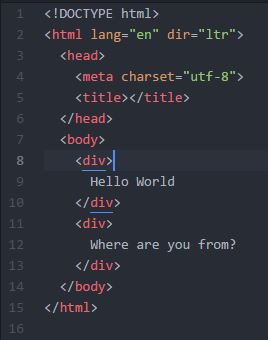 1 <!DOCTYPE html>
2 <html lang="en" dir="ltr">
3   <head>
4     <meta charset="utf-8">
5     <title></title>
6   </head>
7   <body>
8     <div>
9       Hello World
10     </div>
11     <div>
12       Where are you from?
13     </div>
14   </body>
15 </html>
16